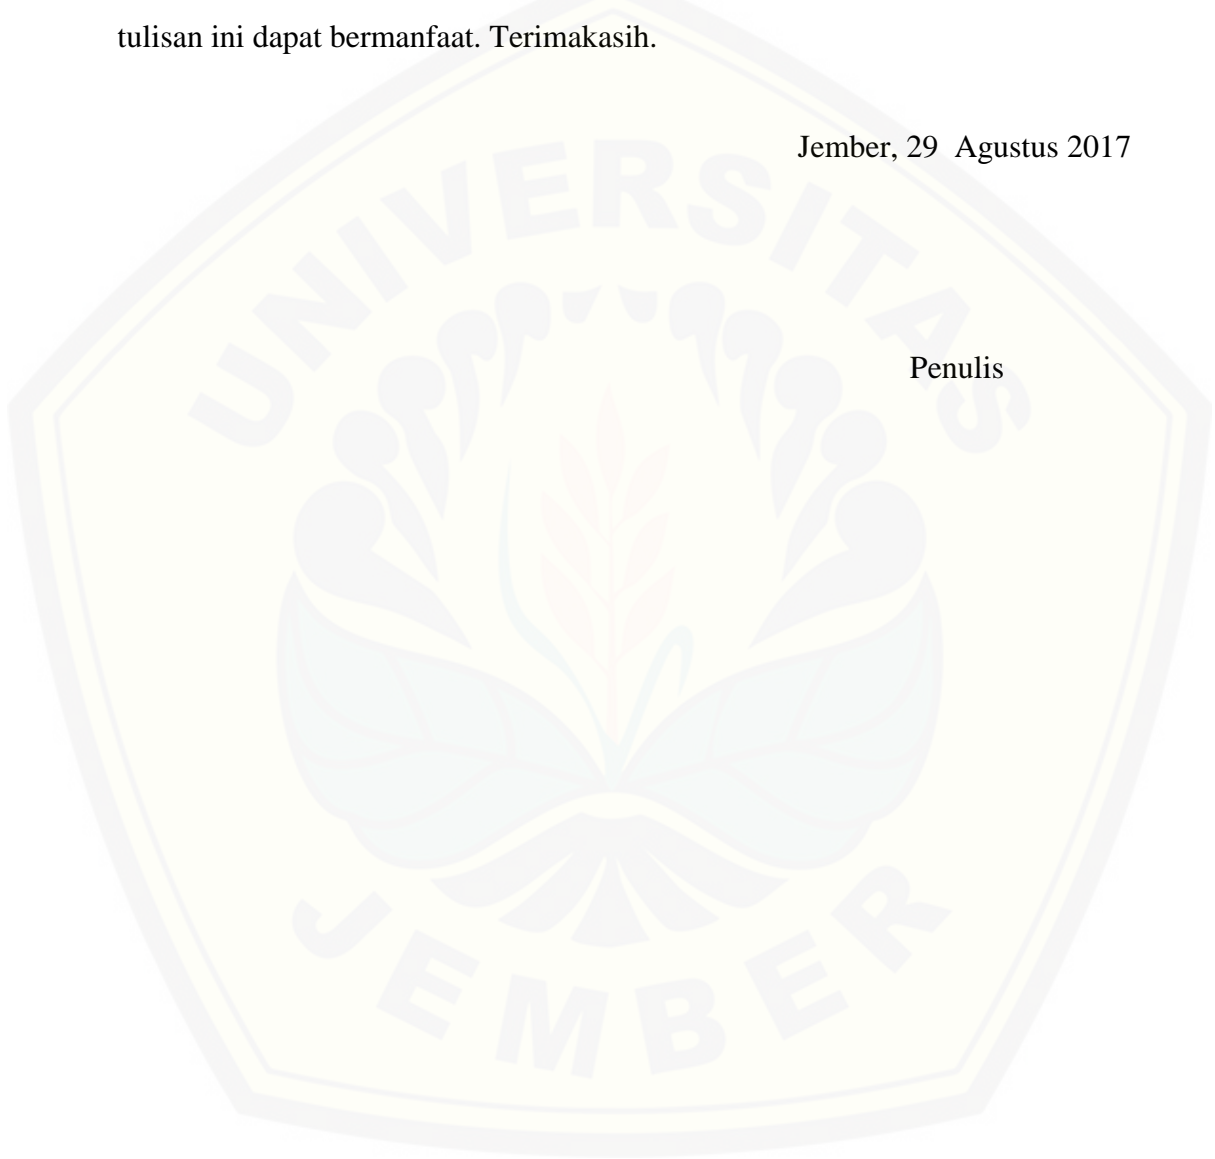 tulisan ini dapat bermanfaat. Terimakasih.
Jember, 29  Agustus 2017
Penulis
UNIVERSITAS
JEMBER